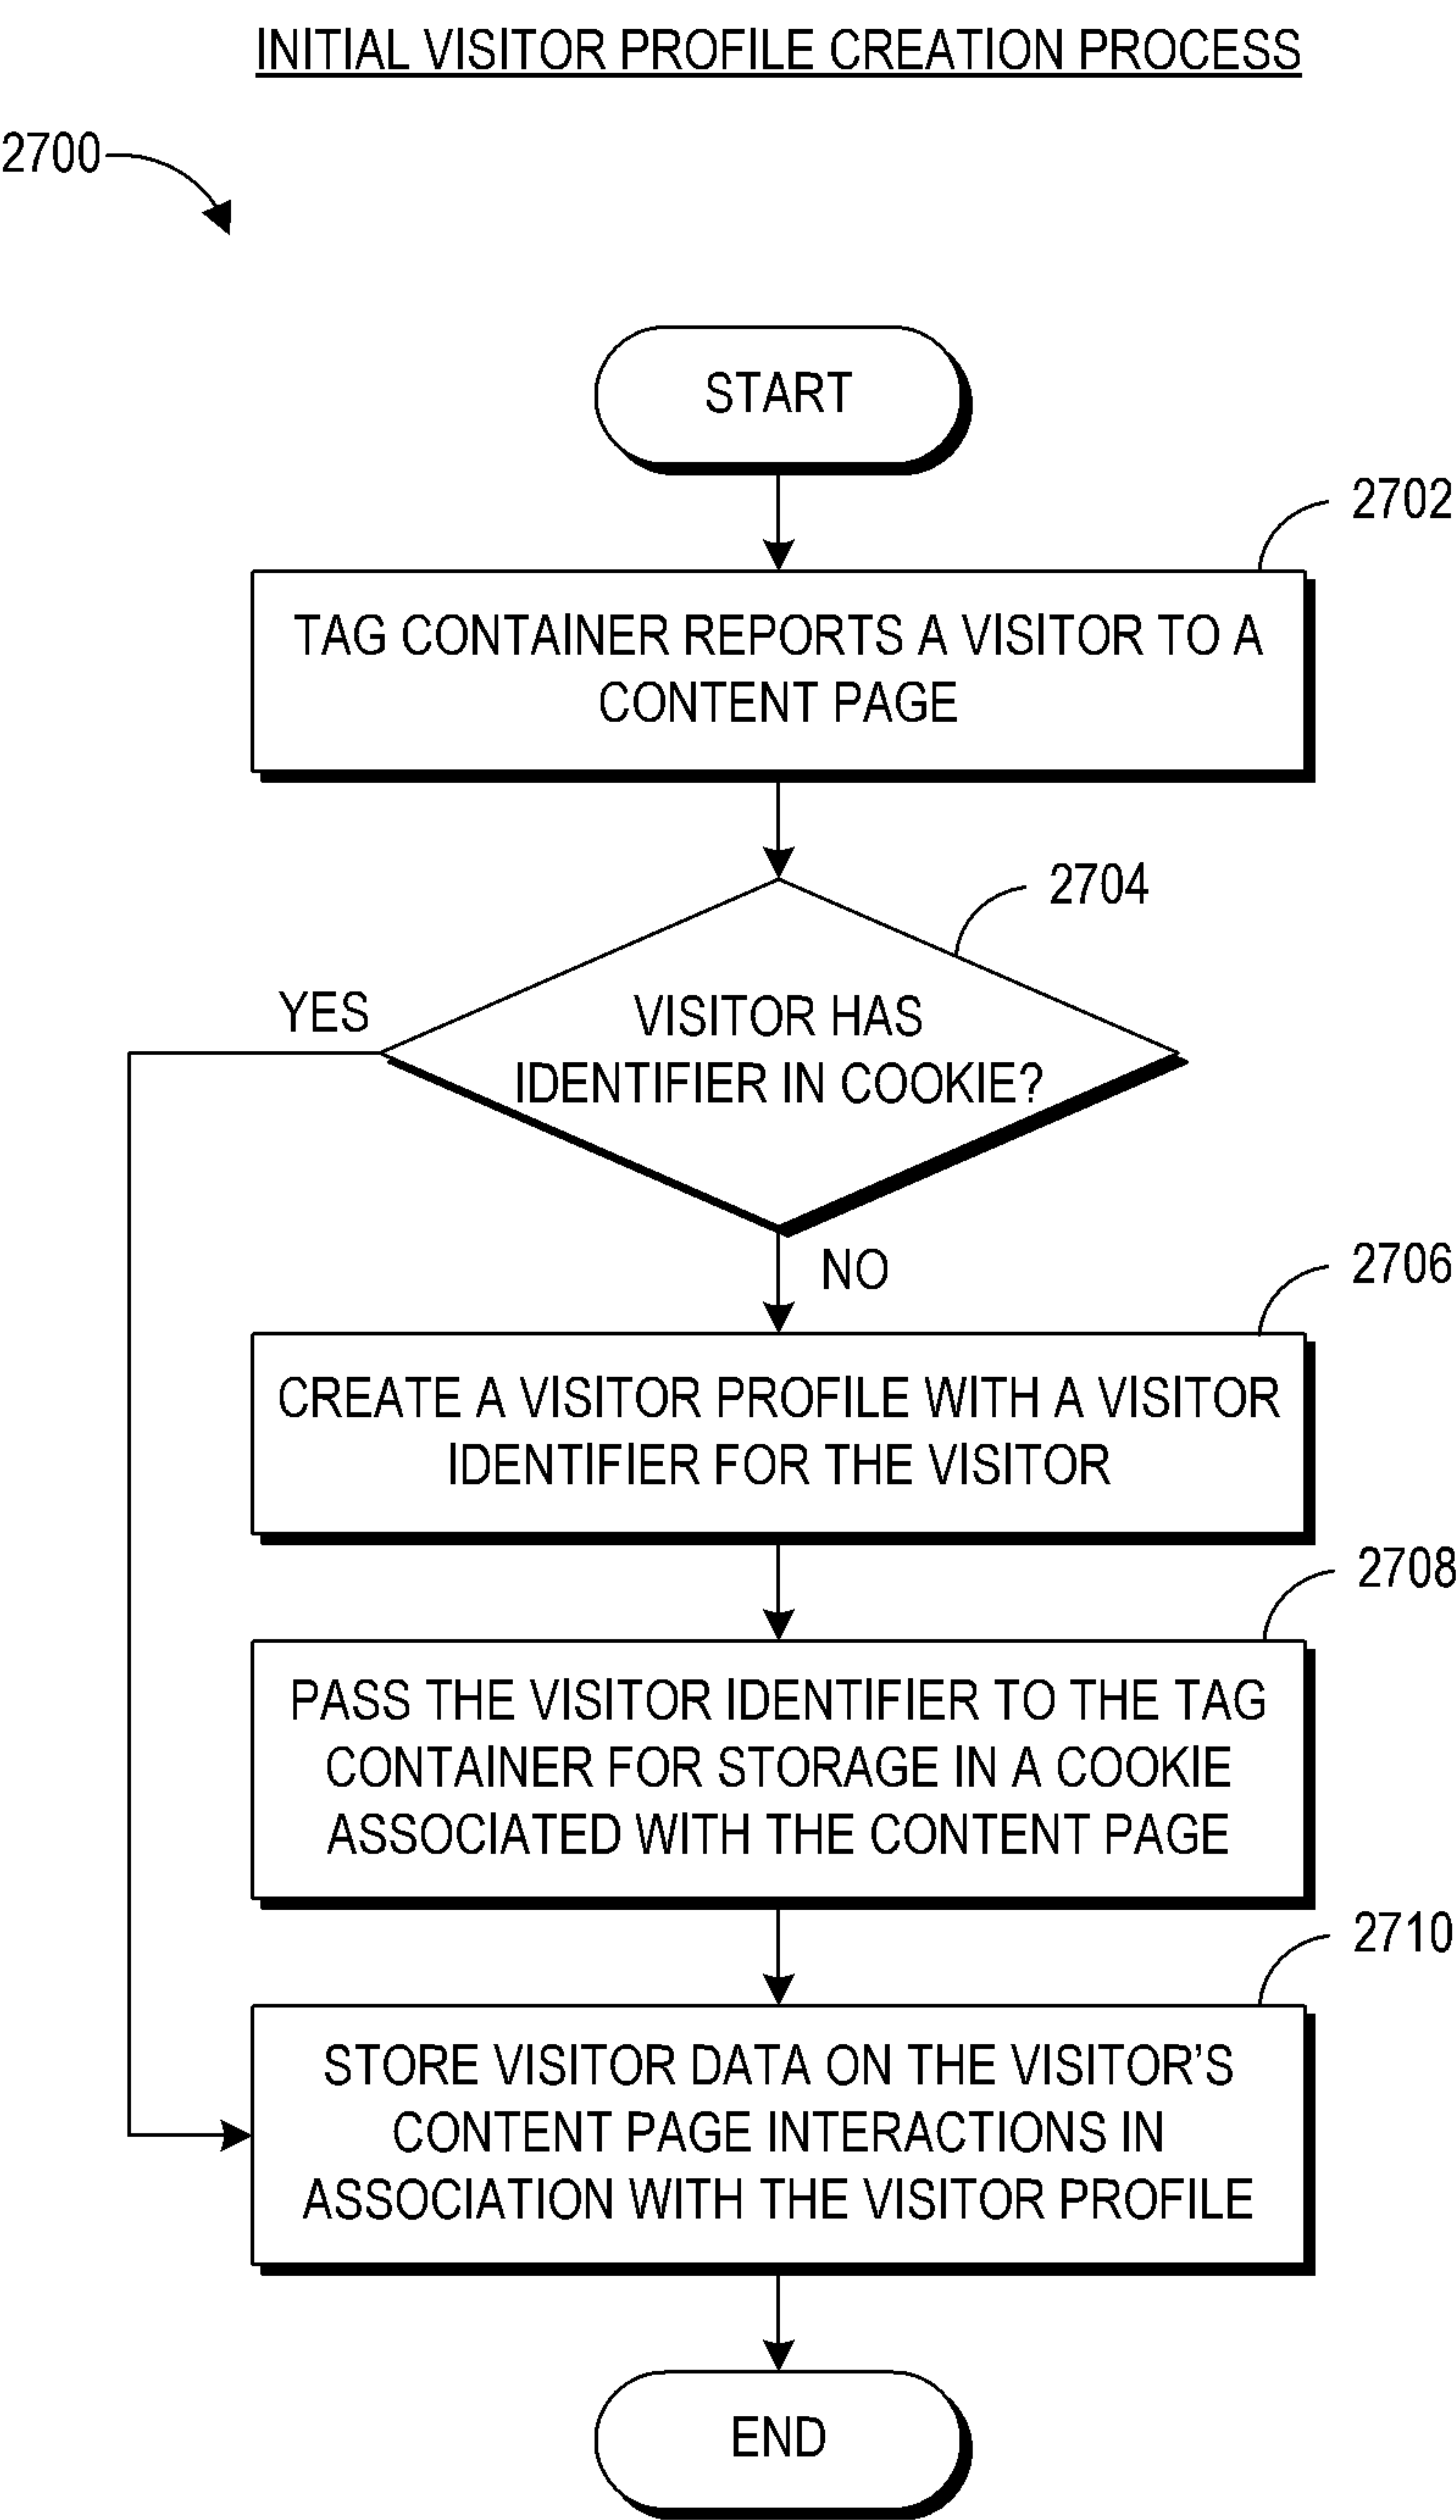 INITIAL VISITOR PROFILE CREATION PROCESS
2700
START
2702
TAG CONTAINER REPORTS A VISITOR TO A
CONTENT PAGE
2704
YES
VISITOR HAS
IDENTIFIER IN COOKIE?
NO
2706
CREATE A VISITOR PROFILE WITH A VISITOR
IDENTIFIER FOR THE VISITOR
2708
PASS THE VISITOR IDENTIFIER TO THE TAG
CONTAINER FOR STORAGE IN A COOKIE
ASSOCIATED WITH THE CONTENT PAGE
2710
STORE VISITOR DATA ON THE VISITOR'S
CONTENT PAGE INTERACTIONS IN
ASSOCIATION WITH THE VISITOR PROFILE
END